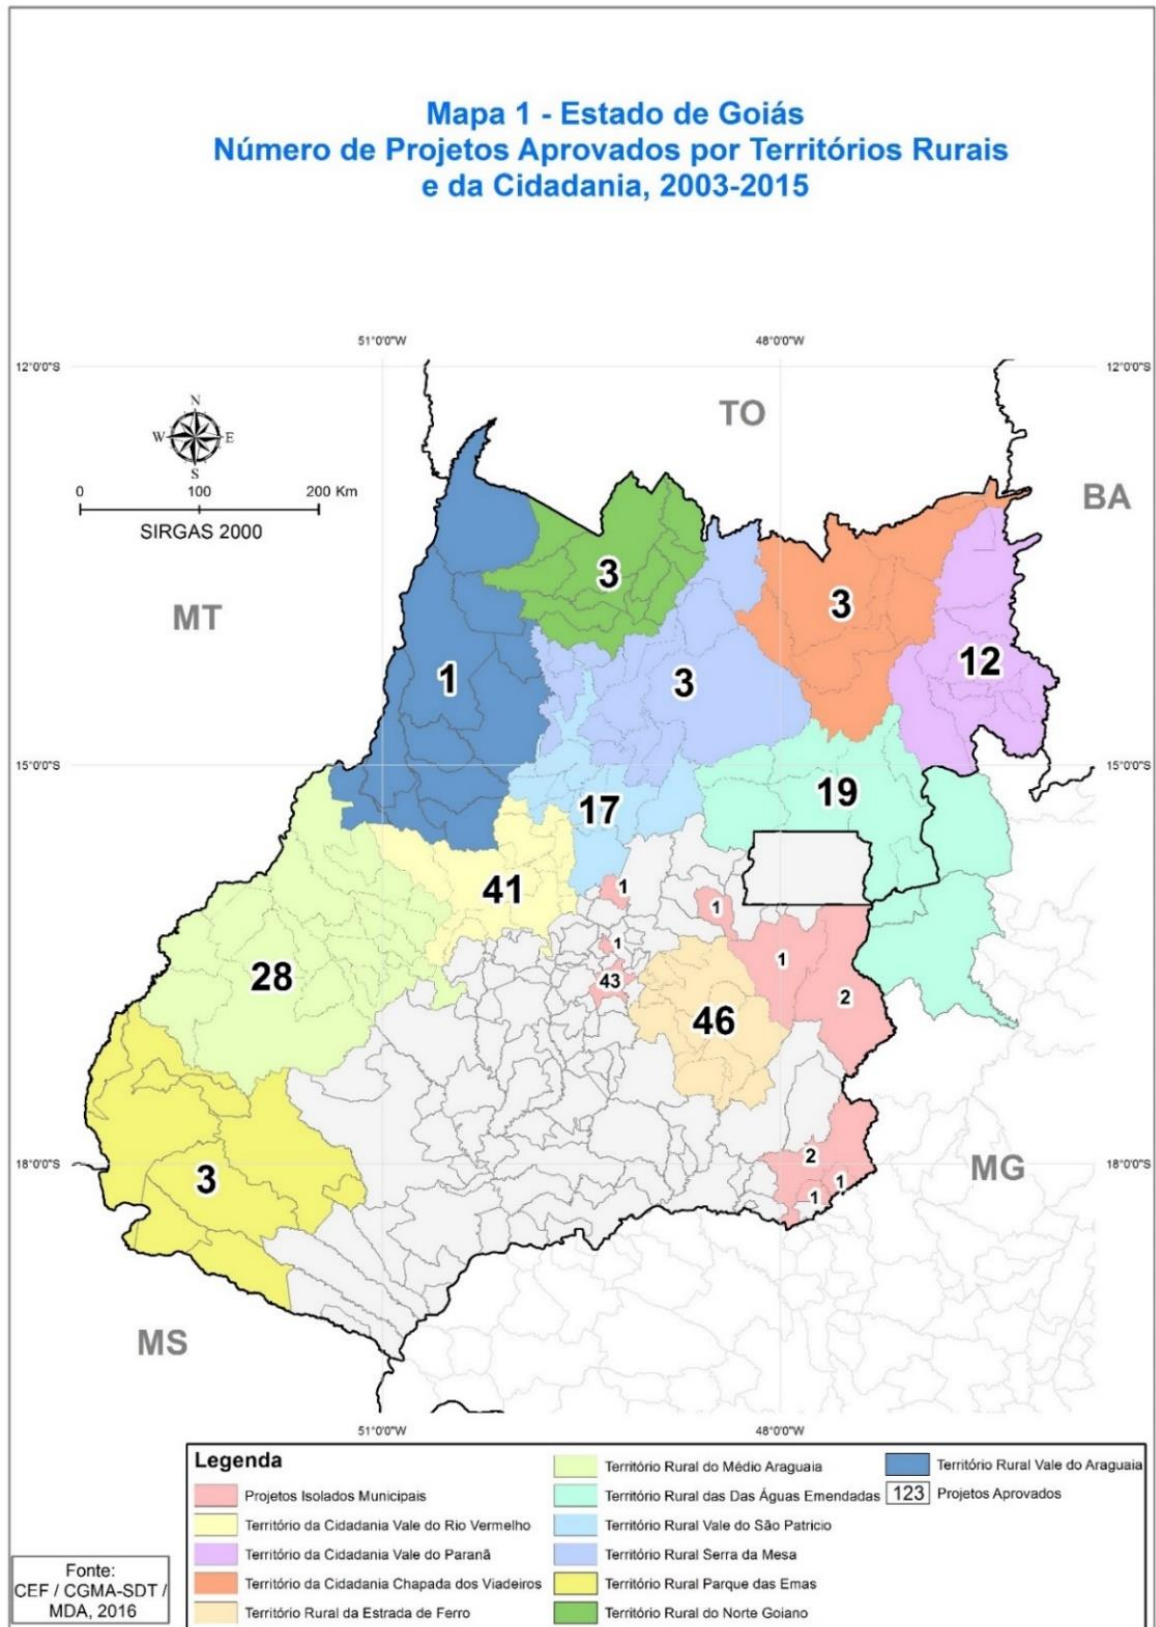 Mapa 1 - Estado de Goiás
Número de Projetos Aprovados por Territórios Rurais
e da Cidadania, 2003-2015
51°0'0"W 48°0'0"W
12°0'0"S 12°0'0"S
N
W E
S
TO
BA
0 100 200 Km
SIRGAS 2000
MT
3
3
3
1
12
15°0'0"S 15°0'0"S
19
17
41
1
1
1
1
28
43
2
46
18°0'0"S 18°0'0"S
2
3
1
1
MG
MS
51°0'0"W 48°0'0"W
Legenda
Projetos Isolados Municipais
Território da Cidadania Vale do Rio Vermelho
Território da Cidadania Vale do Paranã
Território da Cidadania Chapada dos Viadeiros
Território Rural da Estrada de Ferro
Território Rural do Médio Araguaia
Território Rural das Das Águas Emendadas
Território Rural Vale do São Patricio
Território Rural Serra da Mesa
Território Rural Parque das Emas
Território Rural do Norte Goiano
Território Rural Vale do Araguaia
123 Projetos Aprovados
Fonte:
CEF / CGMA-SDT /
MDA, 2016